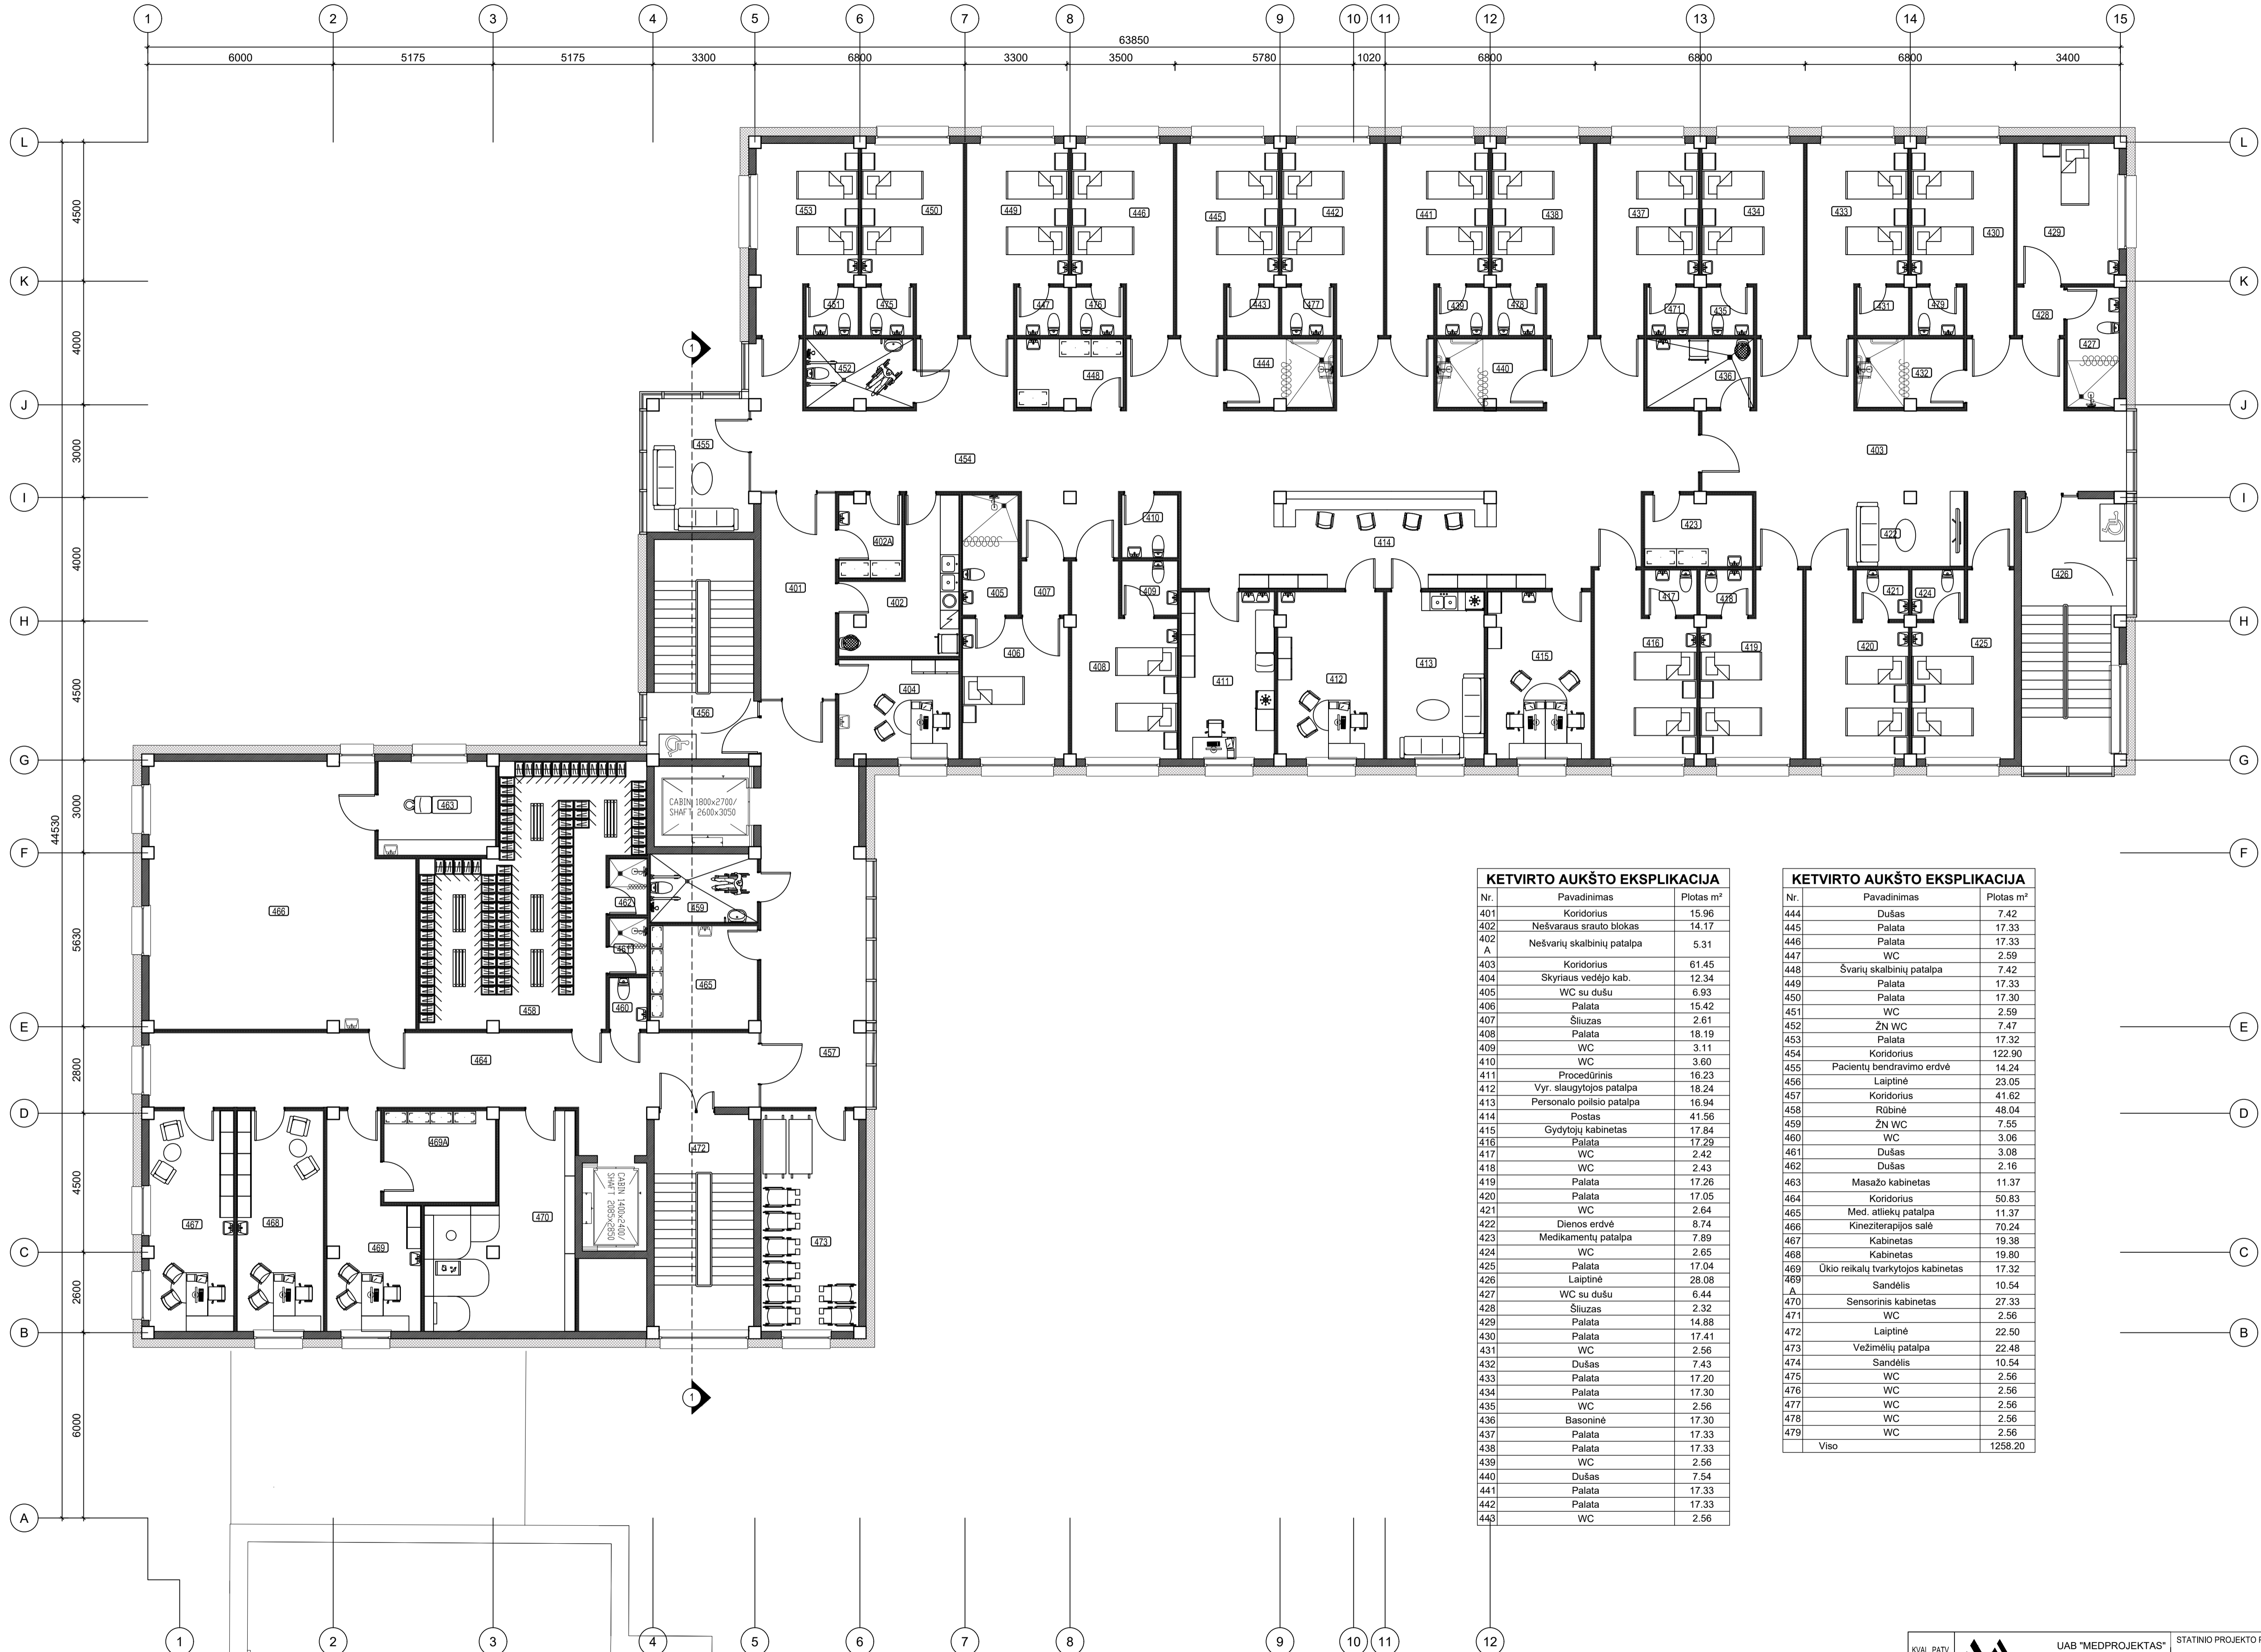 1 2 3 4 5 6 7 8 9 10 11 12 13 14 15
63850
6000 5175 5175 3300 6800 3300 3500 5780 1020 6800 6800 6800 3400
L L
4500
453 450 449 446 445 442 441 438 437 434 433 430 429
K K
451 475 447 476 443 477 439 478 471 435 431 479 428
4000
1
452 448 444 440 436 432 427
J J
3000
455 454 403
I I
4000
402A 410 414 423 422
401 402 405 407 409 417 418 421 424 426
H H
4500
404 406 408 411 412 413 415 416 419 420 425
456
G G
3000
44530
463
CABIN 1800x2700/
SHAFT 2600x3050
F F
5630
466 462 459
461
458 460 465
E E
2800
464 457
D D
4500
469A 472
CABIN 1400x2400/
SHAFT 2085x2850
467 468 469 470 473
C C
2600
B B
6000
1
A
1 2 3 4 5 6 7 8 9 10 11 12
KETVIRTO AUKŠTO EKSPLIKACIJA
Nr. Pavadinimas Plotas m²
401 Koridorius 15.96
402 Nešvaraus srauto blokas 14.17
402 A Nešvarių skalbinių patalpa 5.31
403 Koridorius 61.45
404 Skyriaus vedėjo kab. 12.34
405 WC su dušu 6.93
406 Palata 15.42
407 Šliuzas 2.61
408 Palata 18.19
409 WC 3.11
410 WC 3.60
411 Procedūrinis 16.23
412 Vyr. slaugytojos patalpa 18.24
413 Personalo poilsio patalpa 16.94
414 Postas 41.56
415 Gydytojų kabinetas 17.84
416 Palata 17.29
417 WC 2.42
418 WC 2.43
419 Palata 17.26
420 Palata 17.05
421 WC 2.64
422 Dienos erdvė 8.74
423 Medikamentų patalpa 7.89
424 WC 2.65
425 Palata 17.04
426 Laiptinė 28.08
427 WC su dušu 6.44
428 Šliuzas 2.32
429 Palata 14.88
430 Palata 17.41
431 WC 2.56
432 Dušas 7.43
433 Palata 17.20
434 Palata 17.30
435 WC 2.56
436 Basoninė 17.30
437 Palata 17.33
438 Palata 17.33
439 WC 2.56
440 Dušas 7.54
441 Palata 17.33
442 Palata 17.33
443 WC 2.56
KETVIRTO AUKŠTO EKSPLIKACIJA
Nr. Pavadinimas Plotas m²
444 Dušas 7.42
445 Palata 17.33
446 Palata 17.33
447 WC 2.59
448 Švarių skalbinių patalpa 7.42
449 Palata 17.33
450 Palata 17.30
451 WC 2.59
452 ŽN WC 7.47
453 Palata 17.32
454 Koridorius 122.90
455 Pacientų bendravimo erdvė 14.24
456 Laiptinė 23.05
457 Koridorius 41.62
458 Rūbinė 48.04
459 ŽN WC 7.55
460 WC 3.06
461 Dušas 3.08
462 Dušas 2.16
463 Masažo kabinetas 11.37
464 Koridorius 50.83
465 Med. atliekų patalpa 11.37
466 Kineziterapijos salė 70.24
467 Kabinetas 19.38
468 Kabinetas 19.80
469 Ūkio reikalų tvarkytojos kabinetas 17.32
469 A Sandėlis 10.54
470 Sensorinis kabinetas 27.33
471 WC 2.56
472 Laiptinė 22.50
473 Vežimėlių patalpa 22.48
474 Sandėlis 10.54
475 WC 2.56
476 WC 2.56
477 WC 2.56
478 WC 2.56
479 WC 2.56
Viso 1258.20
KVAL. PATV. UAB "MEDPROJEKTAS" STATINIO PROJEKTO